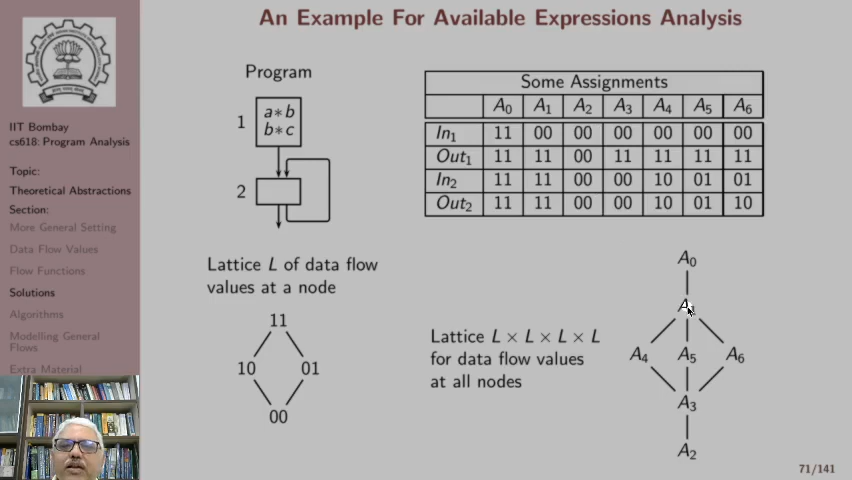 An Example For Available Expressions Analysis
IIT Bombay
cs618: Program Analysis
Topic:
Theoretical Abstractions
Section:
More General Setting
Data Flow Values
Flow Functions
Solutions
Algorithms
Modelling General
Flows
Extra Material
Program
1
a∗b
b∗c
2
Some Assignments
A₀ A₁ A₂ A₃ A₄ A₅ A₆
In₁ 11 00 00 00 00 00 00
Out₁ 11 11 00 11 11 11 11
In₂ 11 11 00 00 10 01 01
Out₂ 11 11 00 00 10 01 10
Lattice L of data flow
values at a node
11
10 01
00
Lattice L × L × L × L
for data flow values
at all nodes
A₀
A₁
A₄ A₅ A₆
A₃
A₂
71/141